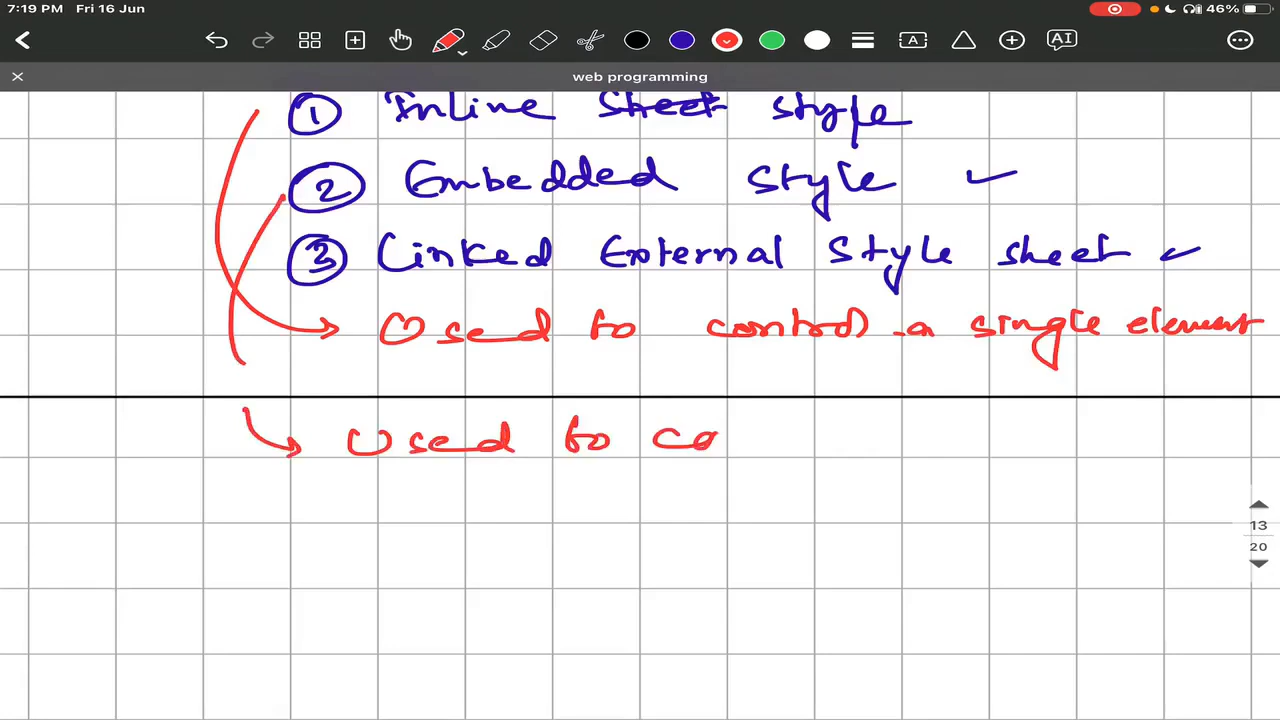 7:19 PM Fri 16 Jun 46%
web programming
① Inline sheet style
② Embedded style ✓
③ Linked External style sheet ✓
→ Used to control a single element
→ Used to co
13
20